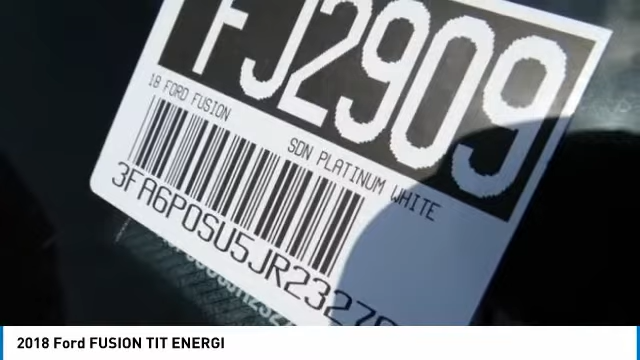 FJ2909
18 FORD FUSION
SDN PLATINUM WHITE
3FA6P0SU5JR2327
2018 Ford FUSION TIT ENERGI